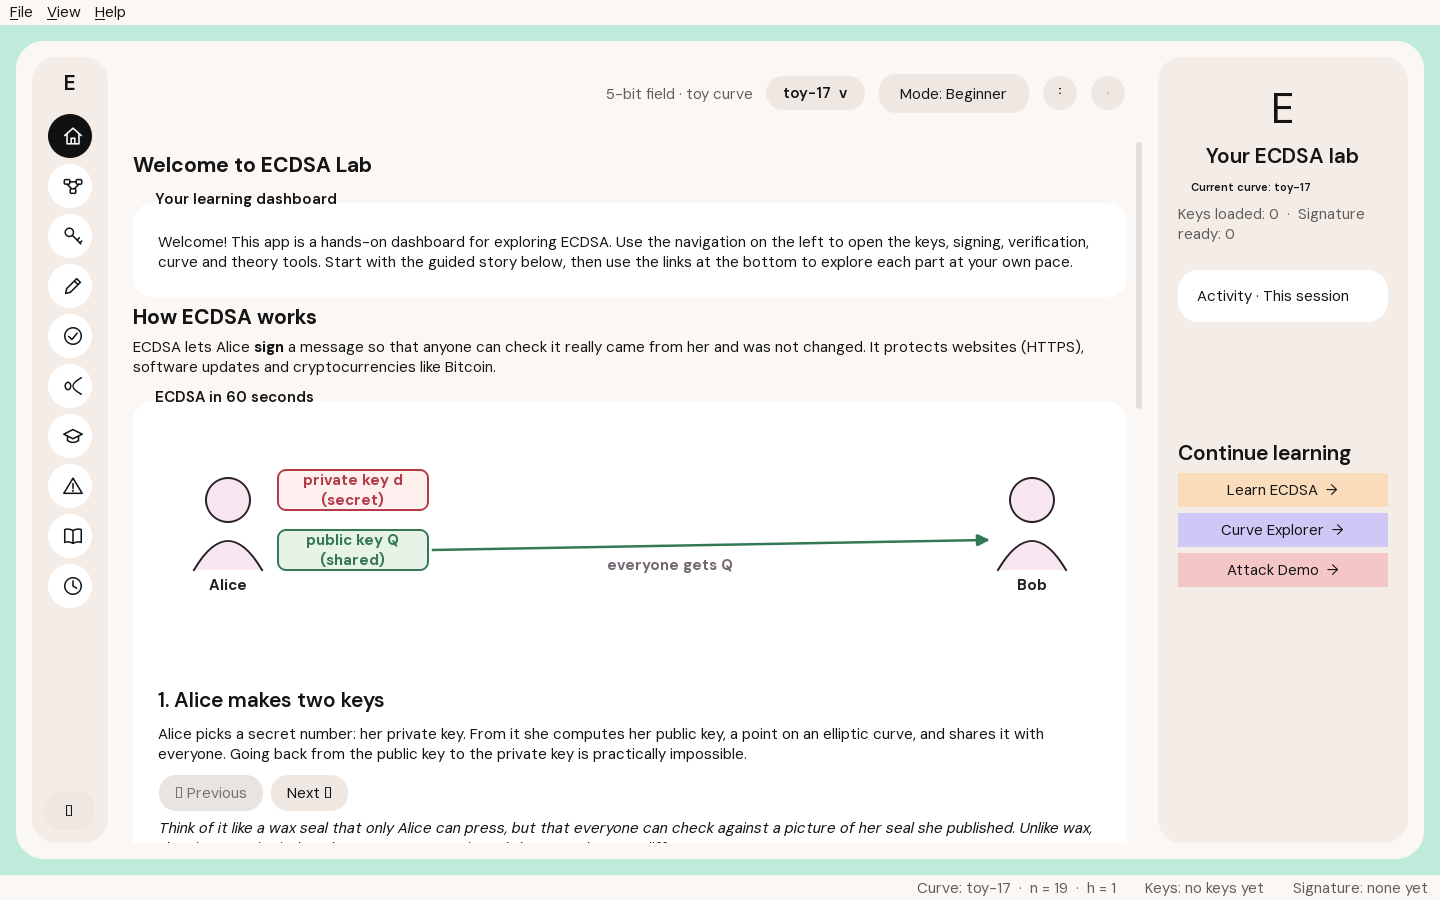 File View Help
E
5-bit field · toy curve
toy-17 v
Mode: Beginner
Welcome to ECDSA Lab
Your learning dashboard
Welcome! This app is a hands-on dashboard for exploring ECDSA. Use the navigation on the left to open the keys, signing, verification,
curve and theory tools. Start with the guided story below, then use the links at the bottom to explore each part at your own pace.
How ECDSA works
ECDSA lets Alice sign a message so that anyone can check it really came from her and was not changed. It protects websites (HTTPS),
software updates and cryptocurrencies like Bitcoin.
ECDSA in 60 seconds
private key d
(secret)
public key Q
(shared)
everyone gets Q
Alice
Bob
1. Alice makes two keys
Alice picks a secret number: her private key. From it she computes her public key, a point on an elliptic curve, and shares it with
everyone. Going back from the public key to the private key is practically impossible.
Previous
Next
Think of it like a wax seal that only Alice can press, but that everyone can check against a picture of her seal she published. Unlike wax,
E
Your ECDSA lab
Current curve: toy-17
Keys loaded: 0 · Signature
ready: 0
Activity · This session
Continue learning
Learn ECDSA →
Curve Explorer →
Attack Demo →
Curve: toy-17 · n = 19 · h = 1
Keys: no keys yet
Signature: none yet